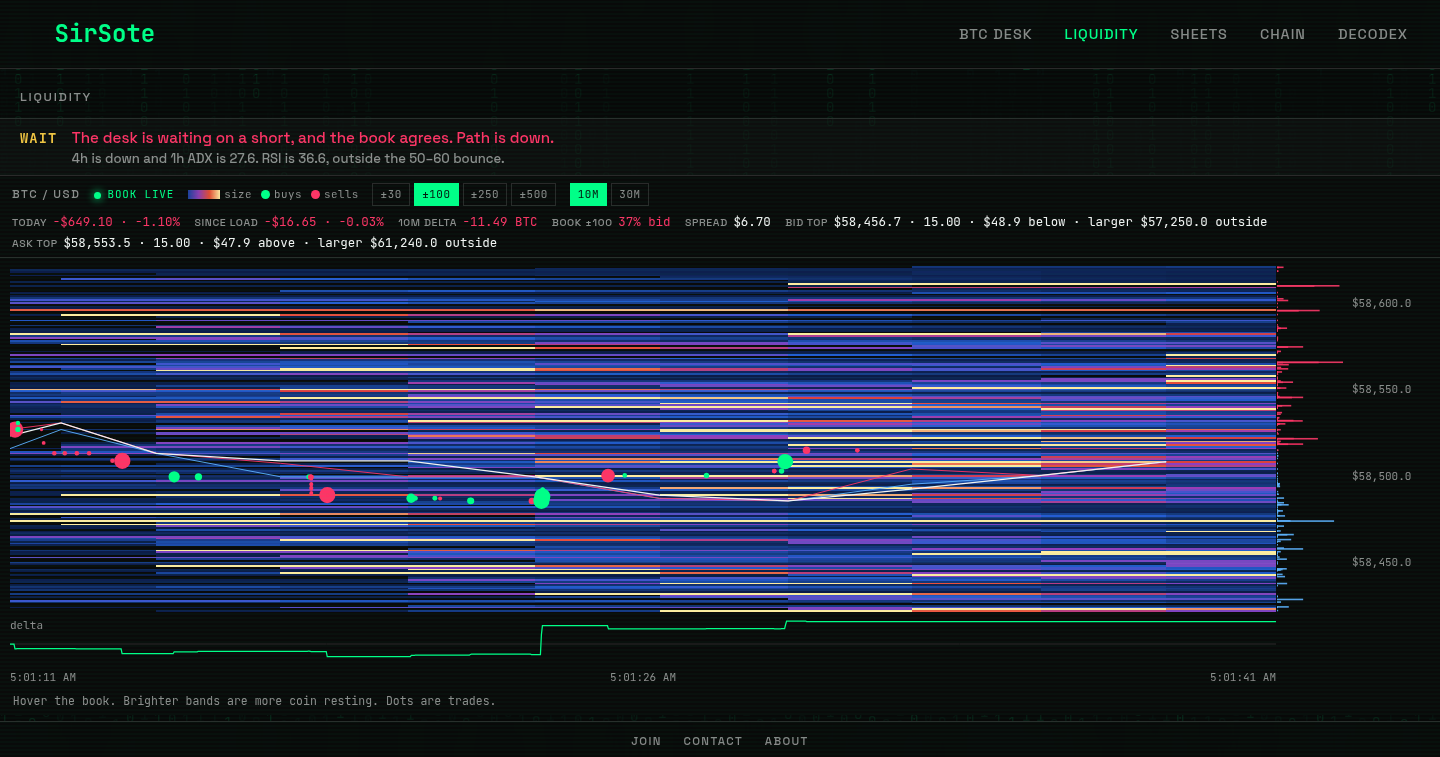 SirSote
BTC DESK LIQUIDITY SHEETS CHAIN DECODEX
LIQUIDITY
WAIT The desk is waiting on a short, and the book agrees. Path is down.
4h is down and 1h ADX is 27.6. RSI is 36.6, outside the 50–60 bounce.
BTC / USD BOOK LIVE size buys sells ±30 ±100 ±250 ±500 10M 30M
TODAY -$649.10 · -1.10% SINCE LOAD -$16.65 · -0.03% 10M DELTA -11.49 BTC BOOK ±100 37% bid SPREAD $6.70 BID TOP $58,456.7 · 15.00 · $48.9 below · larger $57,250.0 outside
ASK TOP $58,553.5 · 15.00 · $47.9 above · larger $61,240.0 outside
$58,600.0
$58,550.0
$58,500.0
$58,450.0
delta
5:01:11 AM 5:01:26 AM 5:01:41 AM
Hover the book. Brighter bands are more coin resting. Dots are trades.
JOIN CONTACT ABOUT